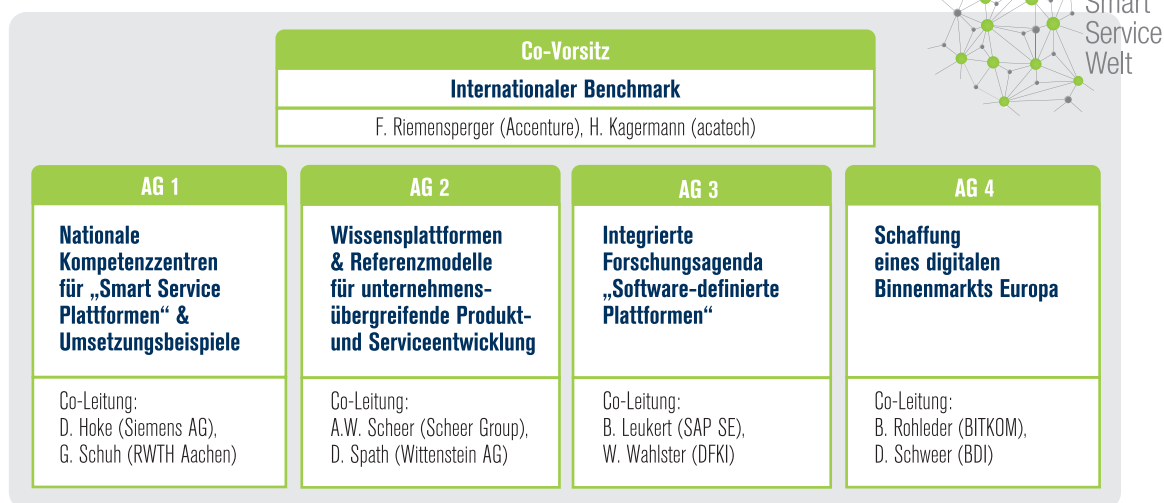 Smart
Service
Welt
Co-Vorsitz
Internationaler Benchmark
F. Riemensperger (Accenture), H. Kagermann (acatech)
AG 1
Nationale
Kompetenzzentren
für „Smart Service
Plattformen“ &
Umsetzungsbeispiele
Co-Leitung:
D. Hoke (Siemens AG),
G. Schuh (RWTH Aachen)
AG 2
Wissensplattformen
& Referenzmodelle
für unternehmens-
übergreifende Produkt-
und Serviceentwicklung
Co-Leitung:
A.W. Scheer (Scheer Group),
D. Spath (Wittenstein AG)
AG 3
Integrierte
Forschungsagenda
„Software-definierte
Plattformen“
Co-Leitung:
B. Leukert (SAP SE),
W. Wahlster (DFKI)
AG 4
Schaffung
eines digitalen
Binnenmarkts Europa
Co-Leitung:
B. Rohleder (BITKOM),
D. Schweer (BDI)